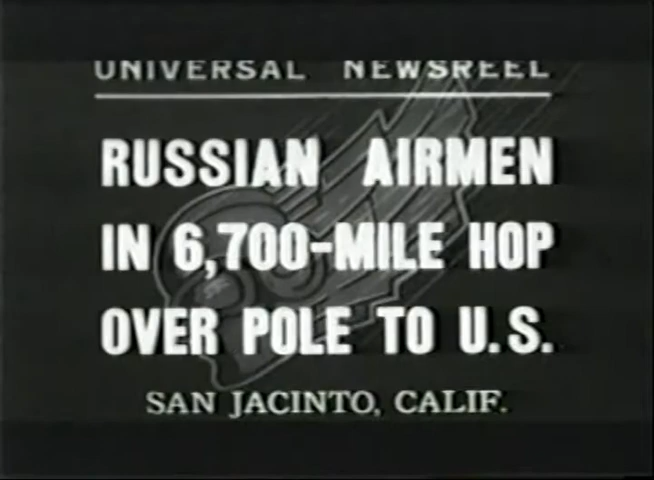 UNIVERSAL NEWSREEL
RUSSIAN AIRMEN
IN 6,700-MILE HOP
OVER POLE TO U.S.
SAN JACINTO, CALIF.